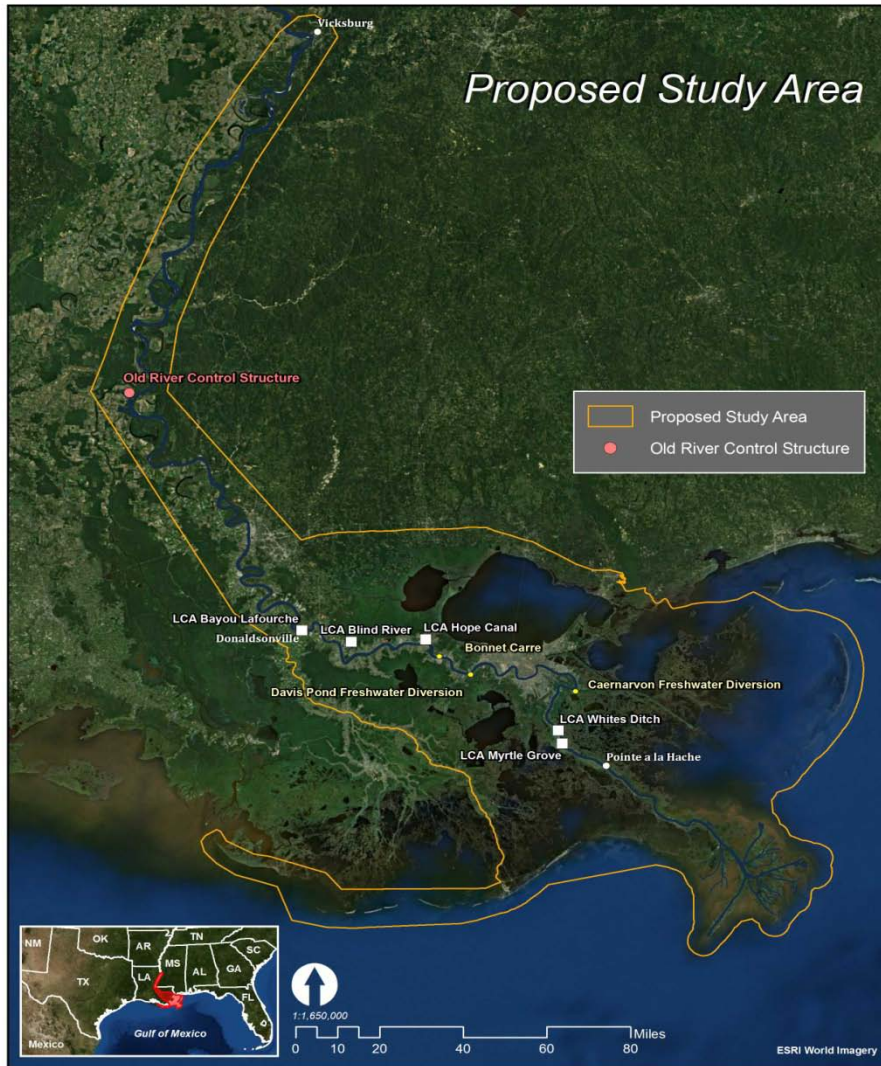 Vicksburg
Proposed Study Area
Old River Control Structure
Proposed Study Area
Old River Control Structure
LCA Bayou Lafourche
Donaldsonville
LCA Blind River
LCA Hope Canal
Bonnet Carre
Davis Pond Freshwater Diversion
Caernarvon Freshwater Diversion
LCA Whites Ditch
LCA Myrtle Grove
Pointe a la Hache
NM
OK
AR
TN
SC
MS
AL
GA
TX
LA
FL
Mexico
Gulf of Mexico
1:1,650,000
Miles
0 10 20 40 60 80
ESRI World Imagery